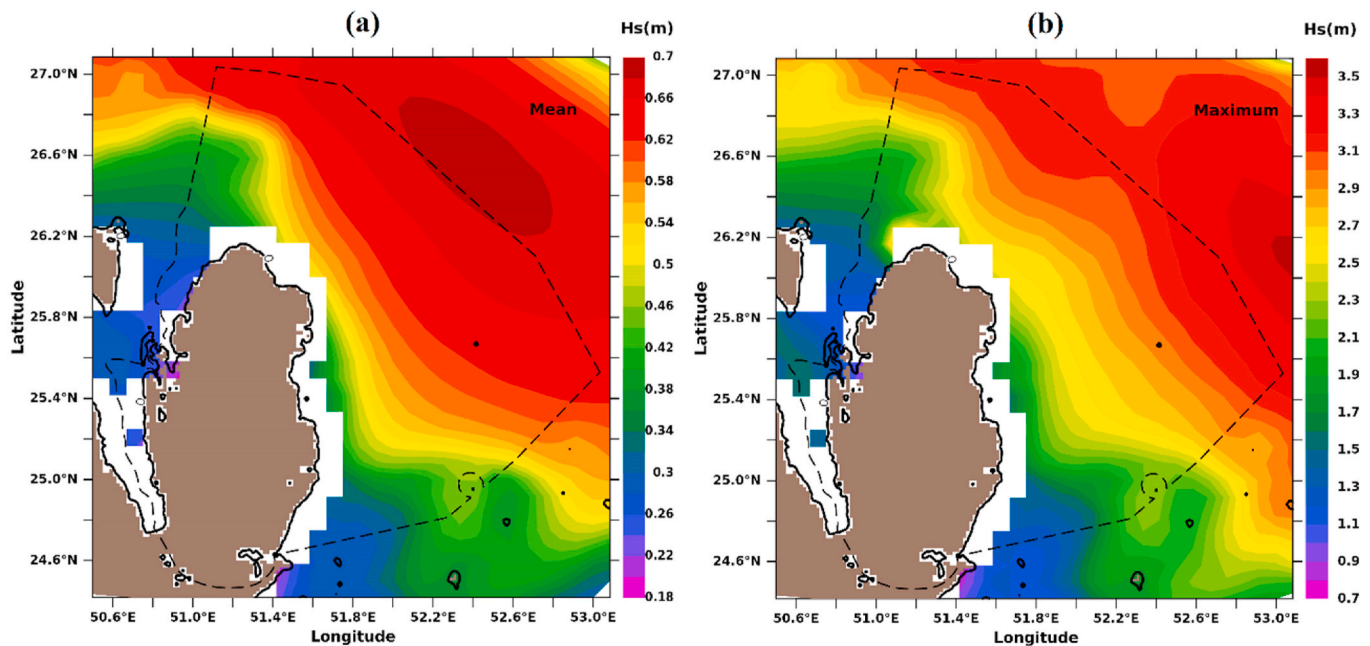 (a)
Hs(m)
Mean
27.0°N
26.6°N
26.2°N
25.8°N
25.4°N
25.0°N
24.6°N
Latitude
50.6°E 51.0°E 51.4°E 51.8°E 52.2°E 52.6°E 53.0°E
Longitude
0.7
0.66
0.62
0.58
0.54
0.5
0.46
0.42
0.38
0.34
0.3
0.26
0.22
0.18
(b)
Hs(m)
Maximum
27.0°N
26.6°N
26.2°N
25.8°N
25.4°N
25.0°N
24.6°N
Latitude
50.6°E 51.0°E 51.4°E 51.8°E 52.2°E 52.6°E 53.0°E
Longitude
3.5
3.3
3.1
2.9
2.7
2.5
2.3
2.1
1.9
1.7
1.5
1.3
1.1
0.9
0.7